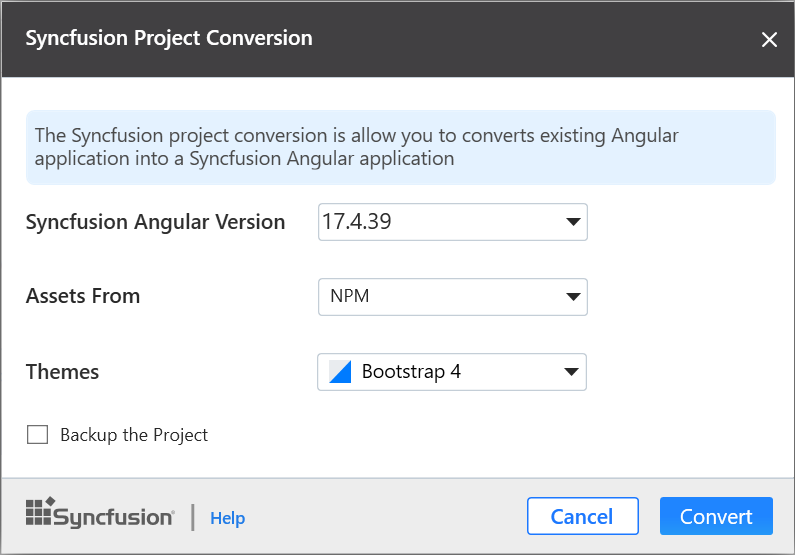 Syncfusion Project Conversion
The Syncfusion project conversion is allow you to converts existing Angular
application into a Syncfusion Angular application
Syncfusion Angular Version
17.4.39
Assets From
NPM
Themes
Bootstrap 4
Backup the Project
Syncfusion
Help
Cancel
Convert